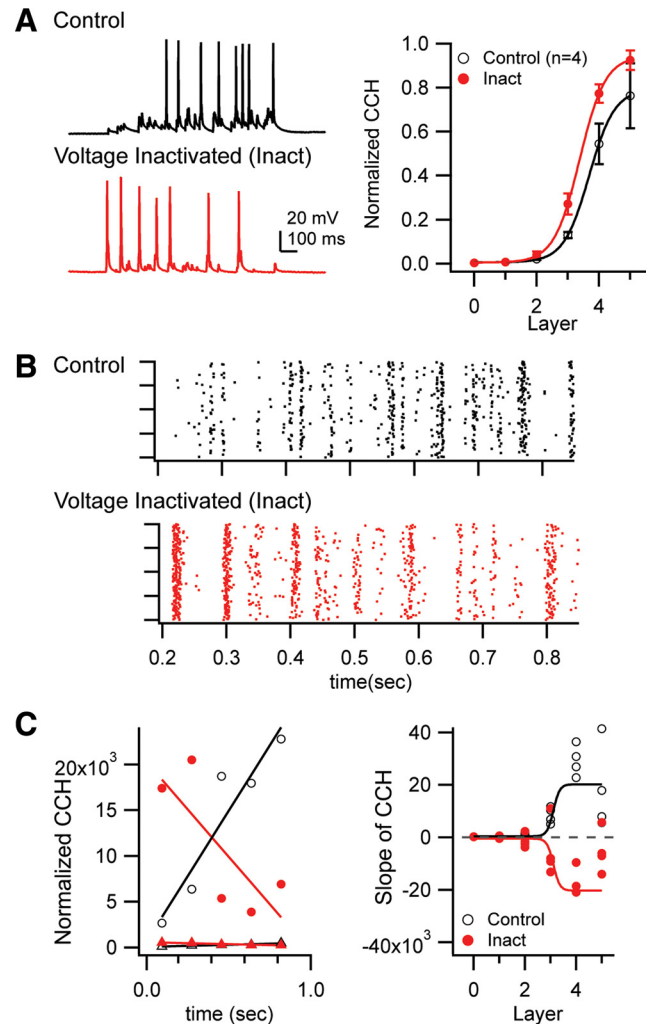 A
Control
Voltage Inactivated (Inact)
20 mV
100 ms
Normalized CCH
1.0
0.8
0.6
0.4
0.2
0.0
Control (n=4)
Inact
0
2
4
Layer
B
Control
Voltage Inactivated (Inact)
0.2
0.3
0.4
0.5
0.6
0.7
0.8
time(sec)
C
Normalized CCH
20x10³
15
10
5
0
0.0
1.0
time (sec)
Slope of CCH
40
20
0
-20
-40x10³
Control
Inact
0
2
4
Layer